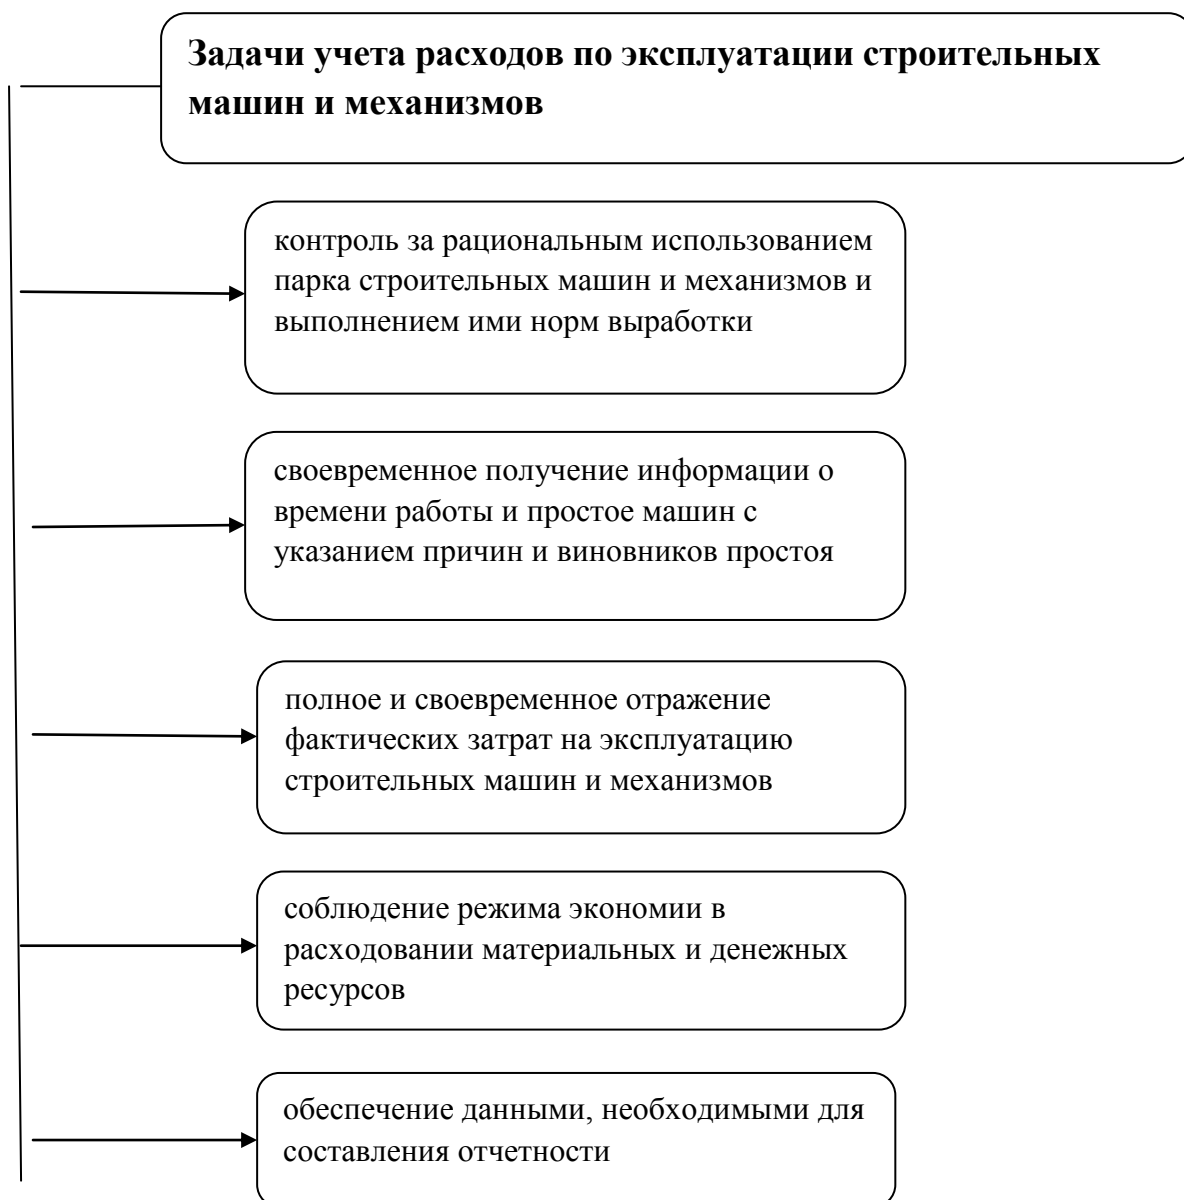 Задачи учета расходов по эксплуатации строительных
машин и механизмов
контроль за рациональным использованием
парка строительных машин и механизмов и
выполнением ими норм выработки
своевременное получение информации о
времени работы и простое машин с
указанием причин и виновников простоя
полное и своевременное отражение
фактических затрат на эксплуатацию
строительных машин и механизмов
соблюдение режима экономии в
расходовании материальных и денежных
ресурсов
обеспечение данными, необходимыми для
составления отчетности